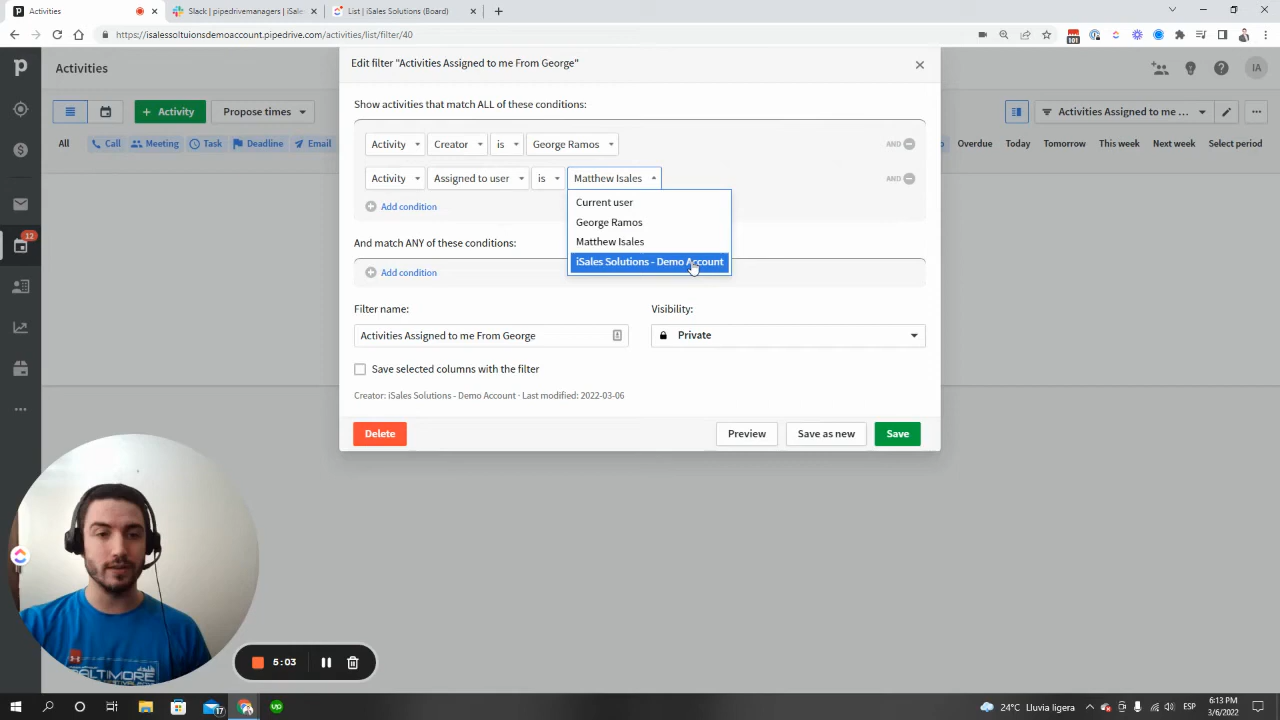 Activities
Slack | pipedrivemanagers | iSale
List | iSales Solutions (Board)
https://isalessoltuionsdemoaccount.pipedrive.com/activities/list/filter/40
101
Activities
Edit filter "Activities Assigned to me From George"
IA
Activity
Propose times
Activities Assigned to me ...
Show activities that match ALL of these conditions:
All
Call
Meeting
Task
Deadline
Email
Overdue
Today
Tomorrow
This week
Next week
Select period
Activity
Creator
is
George Ramos
AND
Activity
Assigned to user
is
Matthew Isales
AND
Add condition
Current user
George Ramos
Matthew Isales
iSales Solutions - Demo Account
And match ANY of these conditions:
Add condition
12
Filter name:
Visibility:
Activities Assigned to me From George
Private
Save selected columns with the filter
Creator: iSales Solutions - Demo Account · Last modified: 2022-03-06
Delete
Preview
Save as new
Save
BALTIMORE
5:03
17
up
24°C Lluvia ligera
ESP
6:13 PM
3/6/2022